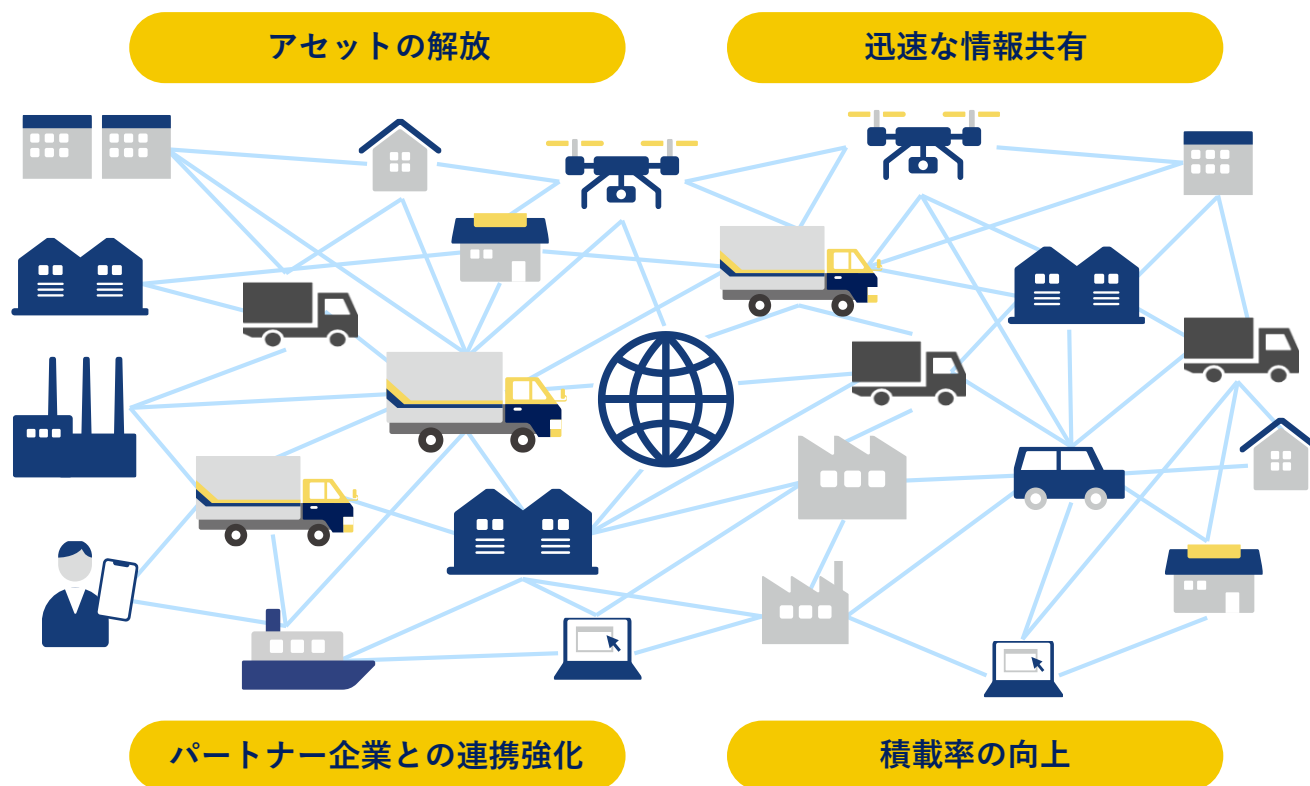 アセットの解放
迅速な情報共有
パートナー企業との連携強化
積載率の向上